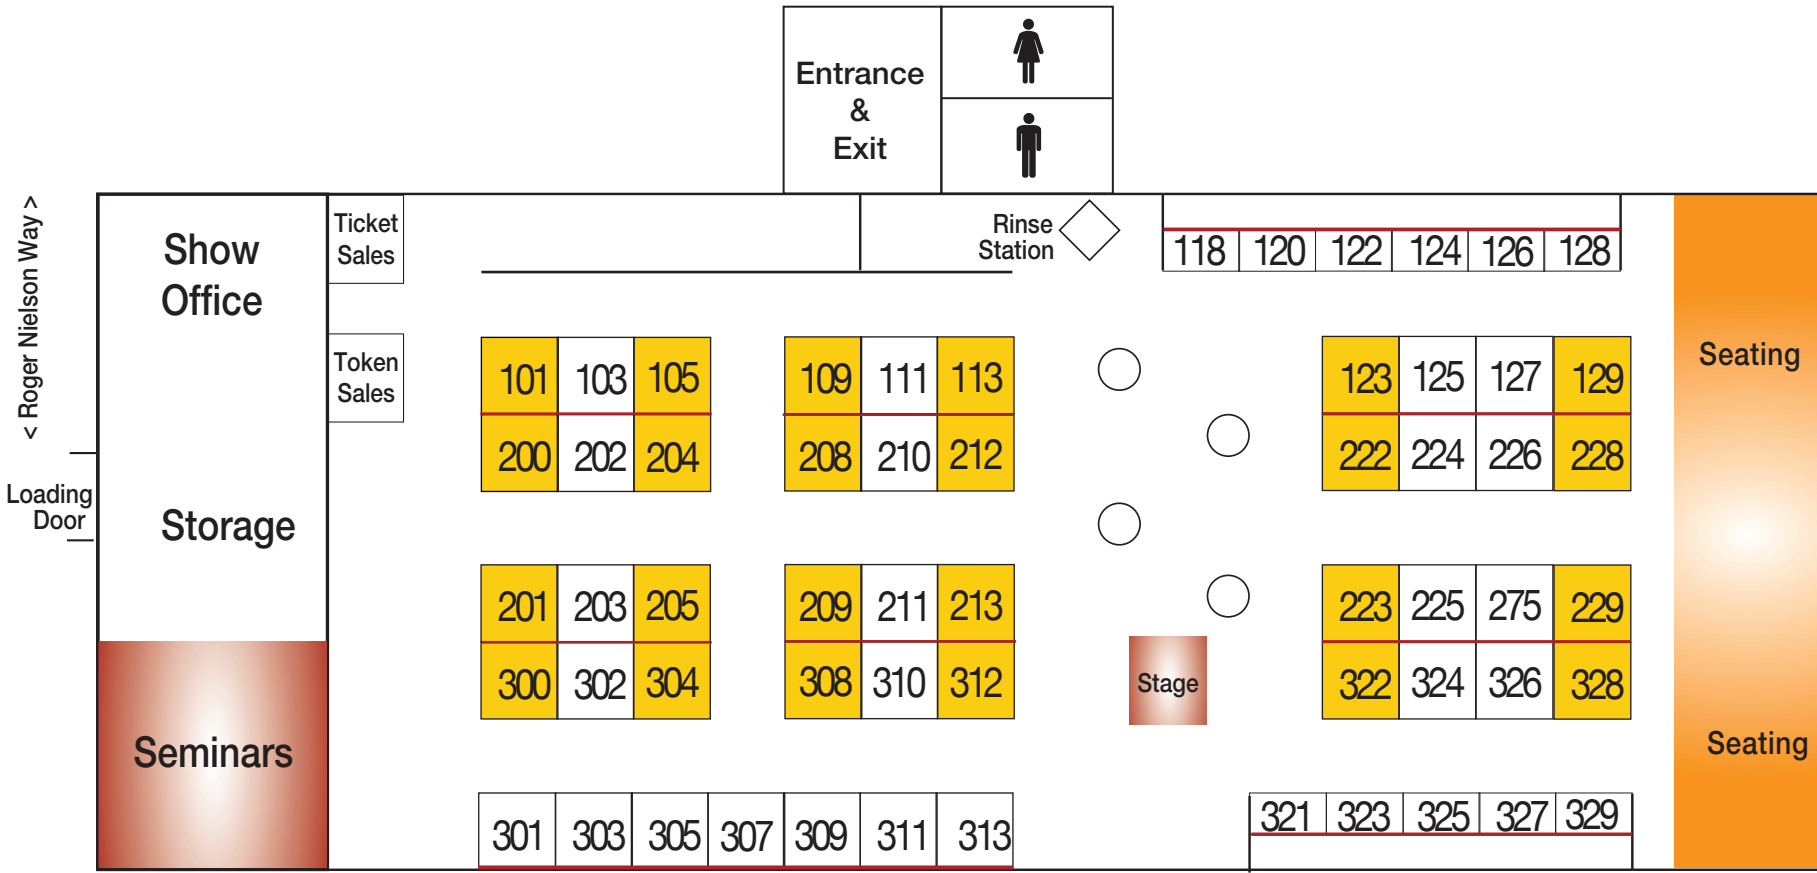 Entrance
&
Exit
< Roger Nielson Way >
Loading
Door
Show
Office
Storage
Seminars
Ticket
Sales
Token
Sales
Rinse
Station
118 120 122 124 126 128
101 103 105 109 111 113 123 125 127 129
200 202 204 208 210 212 222 224 226 228
201 203 205 209 211 213 223 225 275 229
300 302 304 308 310 312 322 324 326 328
Stage
301 303 305 307 309 311 313
321 323 325 327 329
Seating
Seating